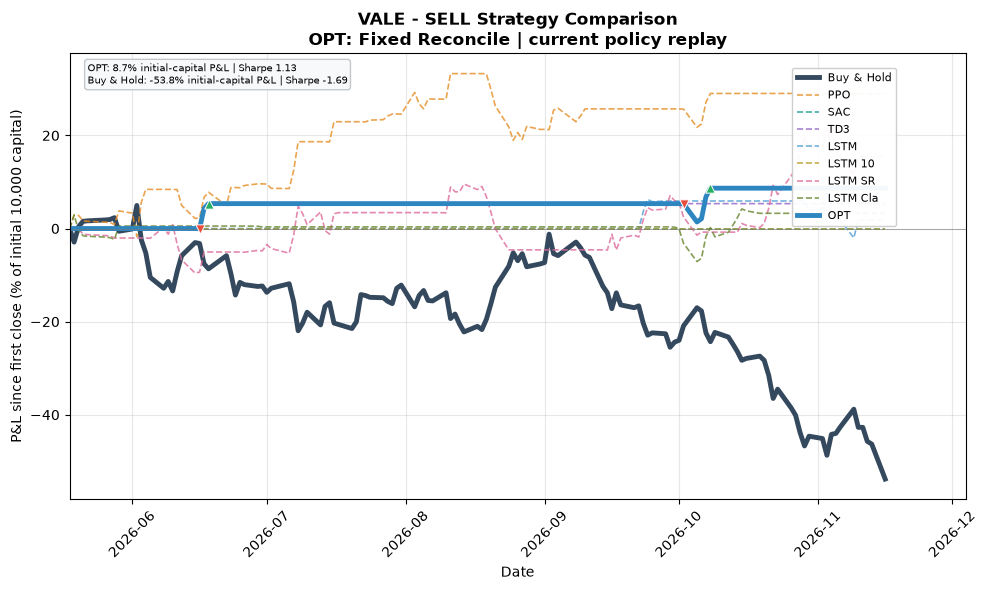 VALE - SELL Strategy Comparison
OPT: Fixed Reconcile | current policy replay
OPT: 8.7% initial-capital P&L | Sharpe 1.13
Buy & Hold: -53.8% initial-capital P&L | Sharpe -1.69
Buy & Hold
PPO
SAC
TD3
LSTM
LSTM 10
LSTM SR
LSTM Cla
OPT
P&L since first close (% of initial 10,000 capital)
20
0
−20
−40
2026-06
2026-07
2026-08
2026-09
2026-10
2026-11
2026-12
Date